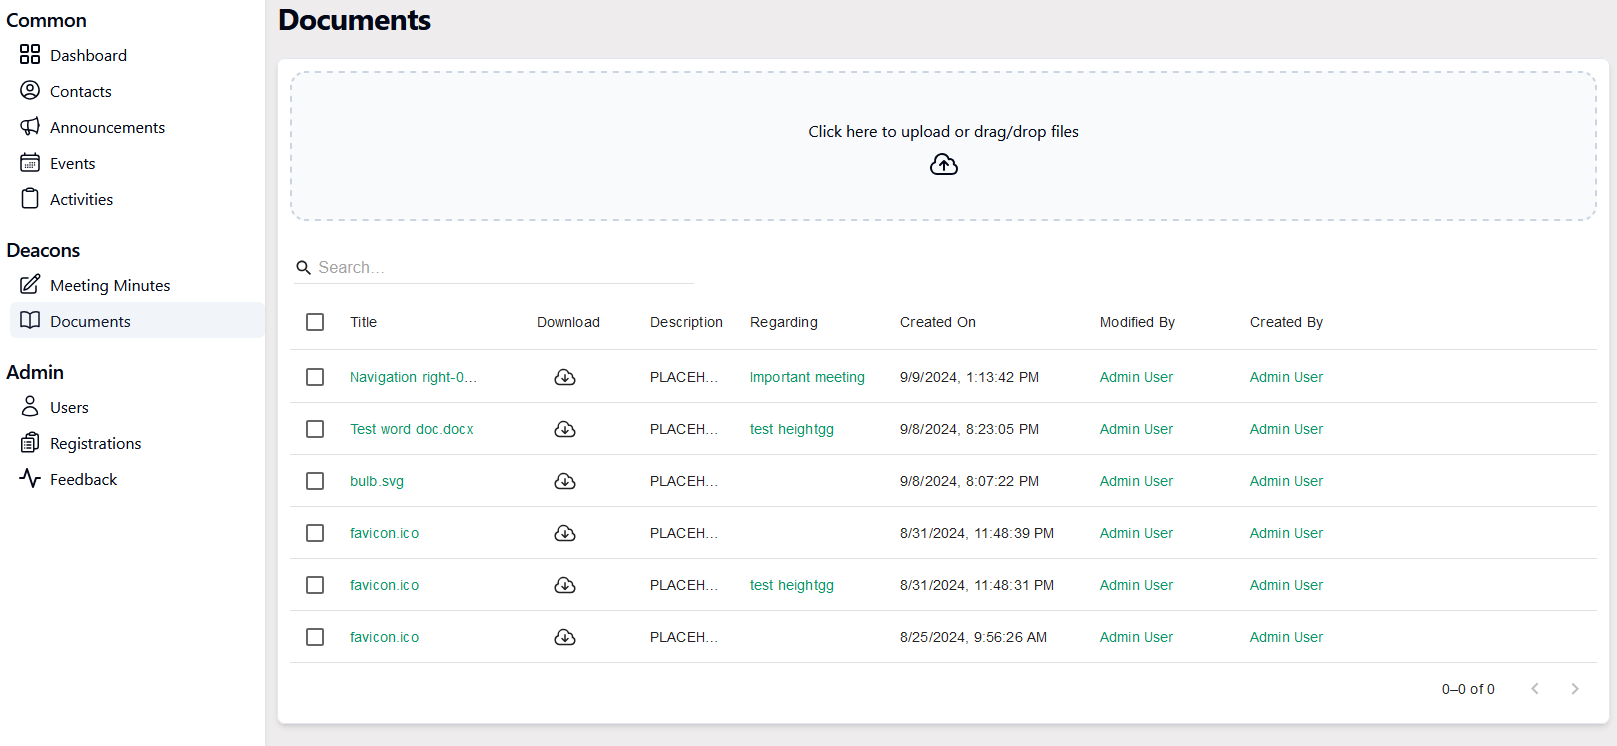 Common
Dashboard
Contacts
Announcements
Events
Activities
Deacons
Meeting Minutes
Documents
Admin
Users
Registrations
Feedback
Documents
Click here to upload or drag/drop files
Search...
Title Download Description Regarding Created On Modified By Created By
Navigation right-0... PLACEH... Important meeting 9/9/2024, 1:13:42 PM Admin User Admin User
Test word doc.docx PLACEH... test heightgg 9/8/2024, 8:23:05 PM Admin User Admin User
bulb.svg PLACEH... 9/8/2024, 8:07:22 PM Admin User Admin User
favicon.ico PLACEH... 8/31/2024, 11:48:39 PM Admin User Admin User
favicon.ico PLACEH... test heightgg 8/31/2024, 11:48:31 PM Admin User Admin User
favicon.ico PLACEH... 8/25/2024, 9:56:26 AM Admin User Admin User
0–0 of 0